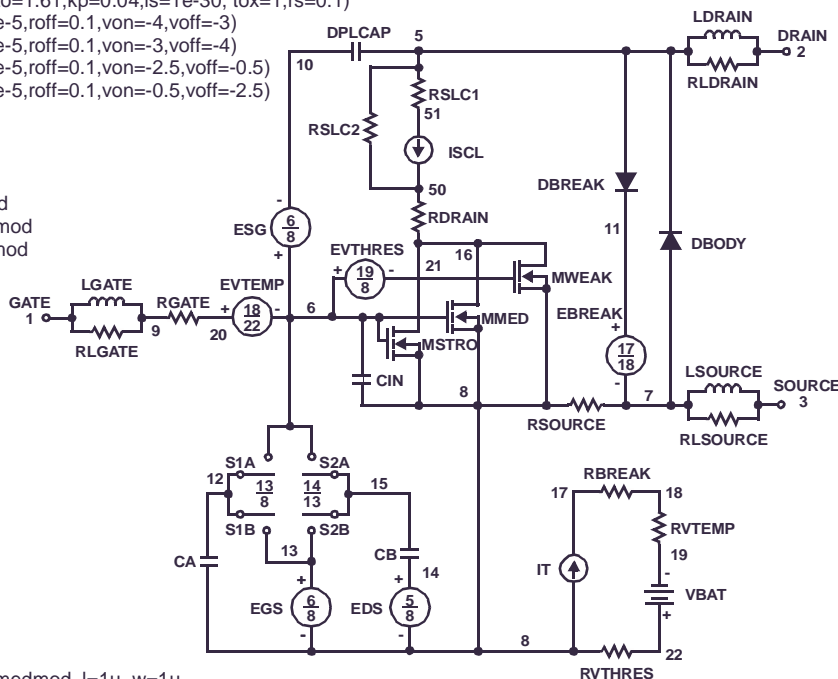 o=1.61,kp=0.04,is=1e-30, tox=1,rs=0.1)
e-5,roff=0.1,von=-4,voff=-3)
e-5,roff=0.1,von=-3,voff=-4)
e-5,roff=0.1,von=-2.5,voff=-0.5)
e-5,roff=0.1,von=-0.5,voff=-2.5)
d
mod
mod
LDRAIN
DPLCAP
5
DRAIN
2
10
RLDRAIN
RSLC1
51
RSLC2
ISCL
50
DBREAK
RDRAIN
ESG
6
8
-
+
11
DBODY
EVTHRES
+
19
8
-
16
21
MWEAK
LGATE
EVTEMP
GATE
1
RGATE
+
18
22
-
6
EBREAK
+
MMED
9
20
RLGATE
MSTRO
17
18
-
CIN
LSOURCE
8
7
SOURCE
3
RSOURCE
RLSOURCE
S1A
S2A
12
13
8
14
13
15
RBREAK
17
18
S1B
S2B
RVTEMP
13
CB
19
CA
IT
14
-
+
+
VBAT
EGS
6
8
EDS
5
8
+
-
-
8
22
RVTHRES